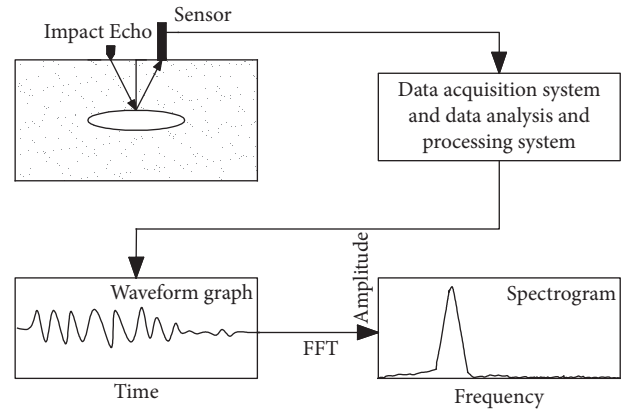 Sensor
Impact Echo
Data acquisition system
and data analysis and
processing system
Waveform graph
Time
FFT
Amplitude
Spectrogram
Frequency